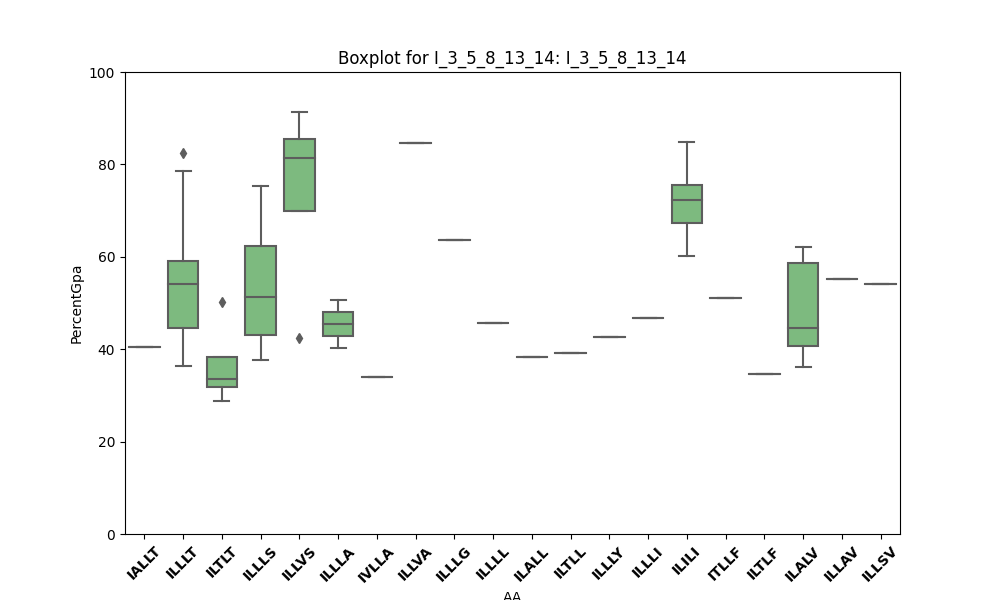 Boxplot for I_3_5_8_13_14: I_3_5_8_13_14
PercentGpa
100
80
60
40
20
0
IALLT
ILLLT
ILTLT
ILLLS
ILLVS
ILLLA
IVLLA
ILLVA
ILLLG
ILLLL
ILALL
ILTLL
ILLLY
ILLLI
ILILI
ITLLF
ILTLF
ILALV
ILLAV
ILLSV
AA